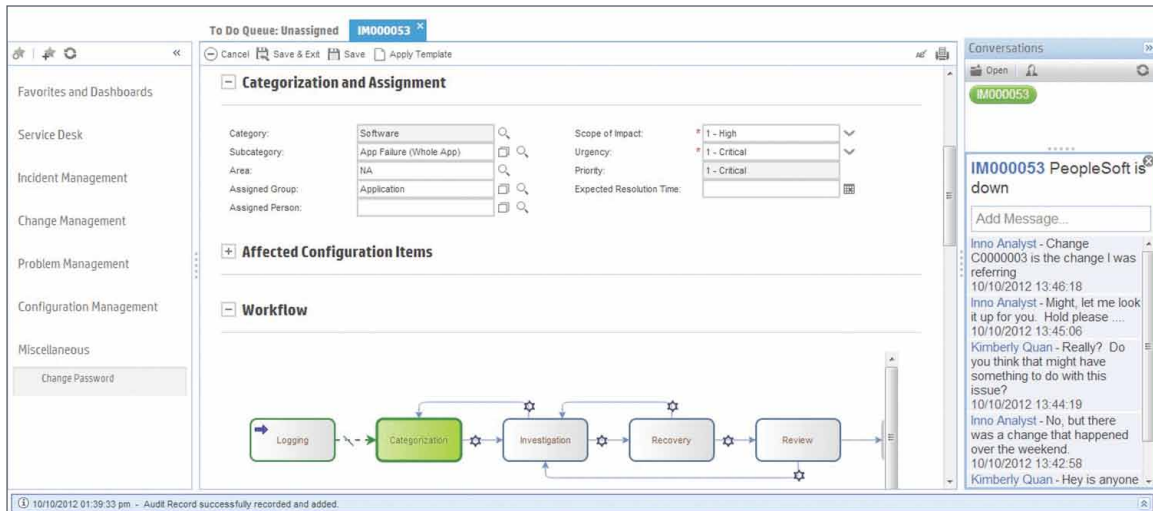 To Do Queue: Unassigned IM000053
Cancel Save & Exit Save Apply Template
Favorites and Dashboards
Service Desk
Incident Management
Change Management
Problem Management
Configuration Management
Miscellaneous
Change Password
Categorization and Assignment
Category: Software
Subcategory: App Failure (Whole App)
Area: NA
Assigned Group: Application
Assigned Person:
Scope of Impact: * 1 - High
Urgency: * 1 - Critical
Priority: 1 - Critical
Expected Resolution Time:
Affected Configuration Items
Workflow
Logging Categorization Investigation Recovery Review
Conversations
Open
IM000053
IM000053 PeopleSoft is
down
Add Message...
Inno Analyst - Change
C0000003 is the change I was
referring
10/10/2012 13:46:18
Inno Analyst - Might, let me look
it up for you. Hold please ....
10/10/2012 13:45:06
Kimberly Quan - Really? Do
you think that might have
something to do with this
issue?
10/10/2012 13:44:19
Inno Analyst - No, but there
was a change that happened
over the weekend.
10/10/2012 13:42:58
Kimberly Quan - Hey is anyone
10/10/2012 01:39:33 pm - Audit Record successfully recorded and added.